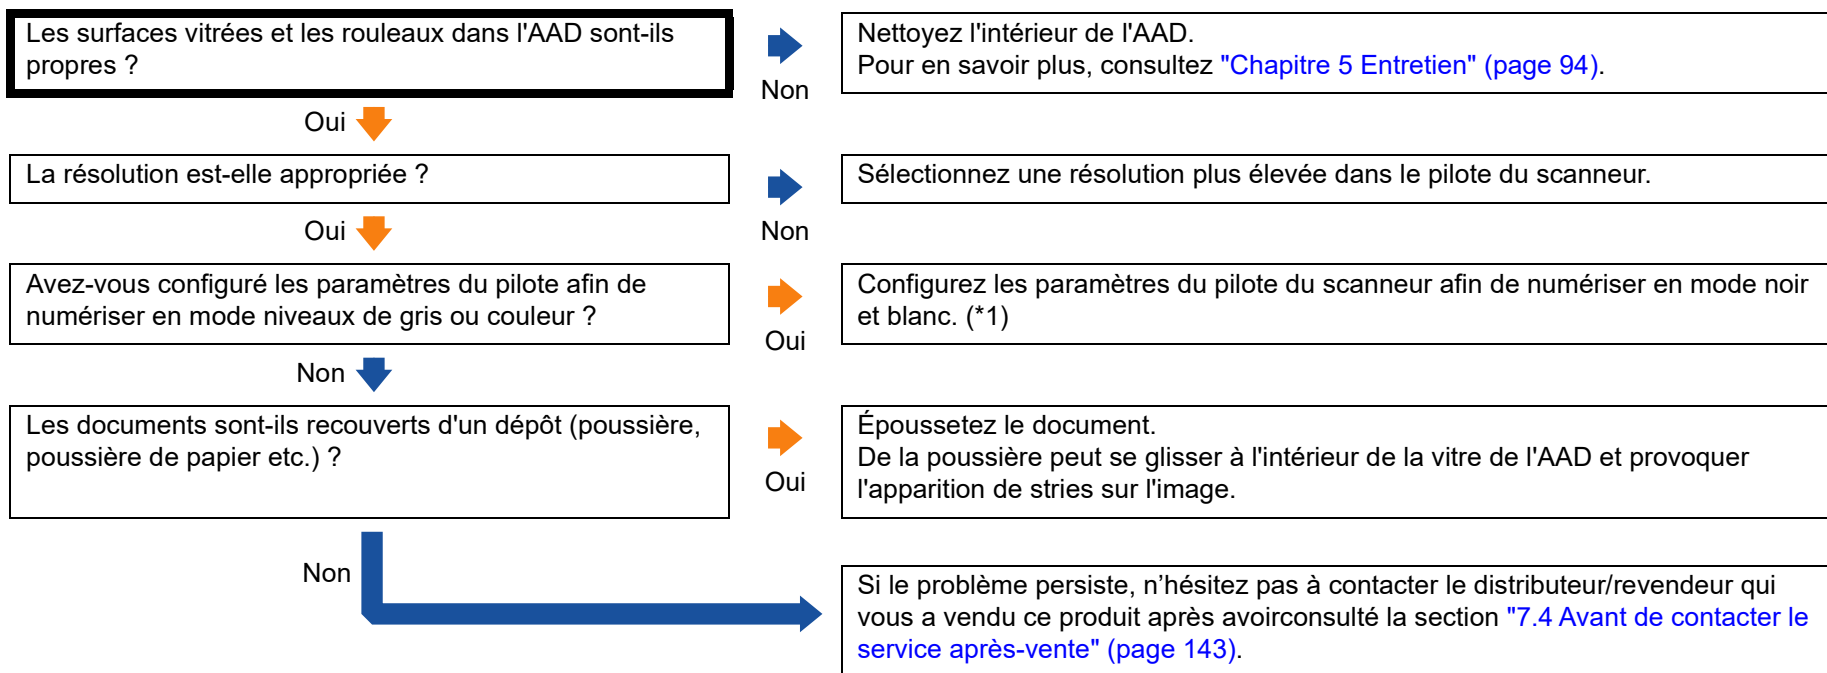 Les surfaces vitrées et les rouleaux dans l'AAD sont-ils
propres ?
Non
Nettoyez l'intérieur de l'AAD.
Pour en savoir plus, consultez "Chapitre 5 Entretien" (page 94).
Oui
La résolution est-elle appropriée ?
Non
Sélectionnez une résolution plus élevée dans le pilote du scanneur.
Oui
Avez-vous configuré les paramètres du pilote afin de
numériser en mode niveaux de gris ou couleur ?
Oui
Configurez les paramètres du pilote du scanneur afin de numériser en mode noir
et blanc. (*1)
Non
Les documents sont-ils recouverts d'un dépôt (poussière,
poussière de papier etc.) ?
Oui
Époussetez le document.
De la poussière peut se glisser à l'intérieur de la vitre de l'AAD et provoquer
l'apparition de stries sur l'image.
Non
Si le problème persiste, n’hésitez pas à contacter le distributeur/revendeur qui
vous a vendu ce produit après avoirconsulté la section "7.4 Avant de contacter le
service après-vente" (page 143).